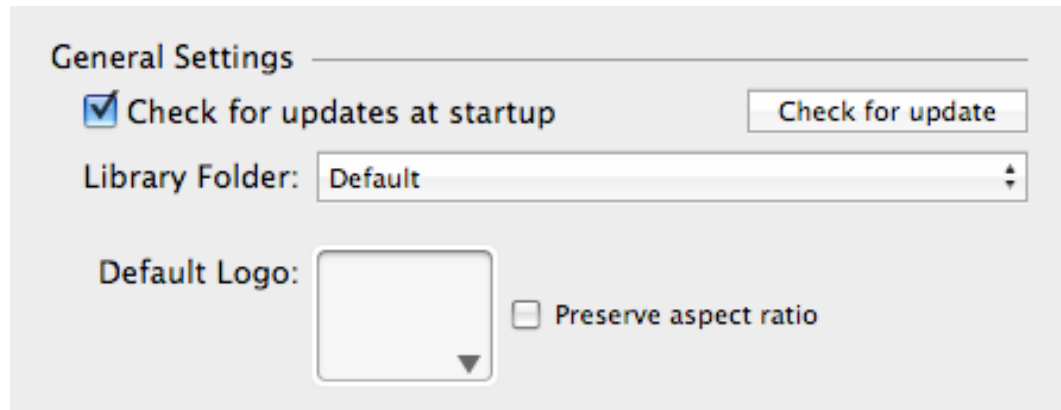 General Settings
Check for updates at startup
Check for update
Library Folder: Default
Default Logo:
Preserve aspect ratio